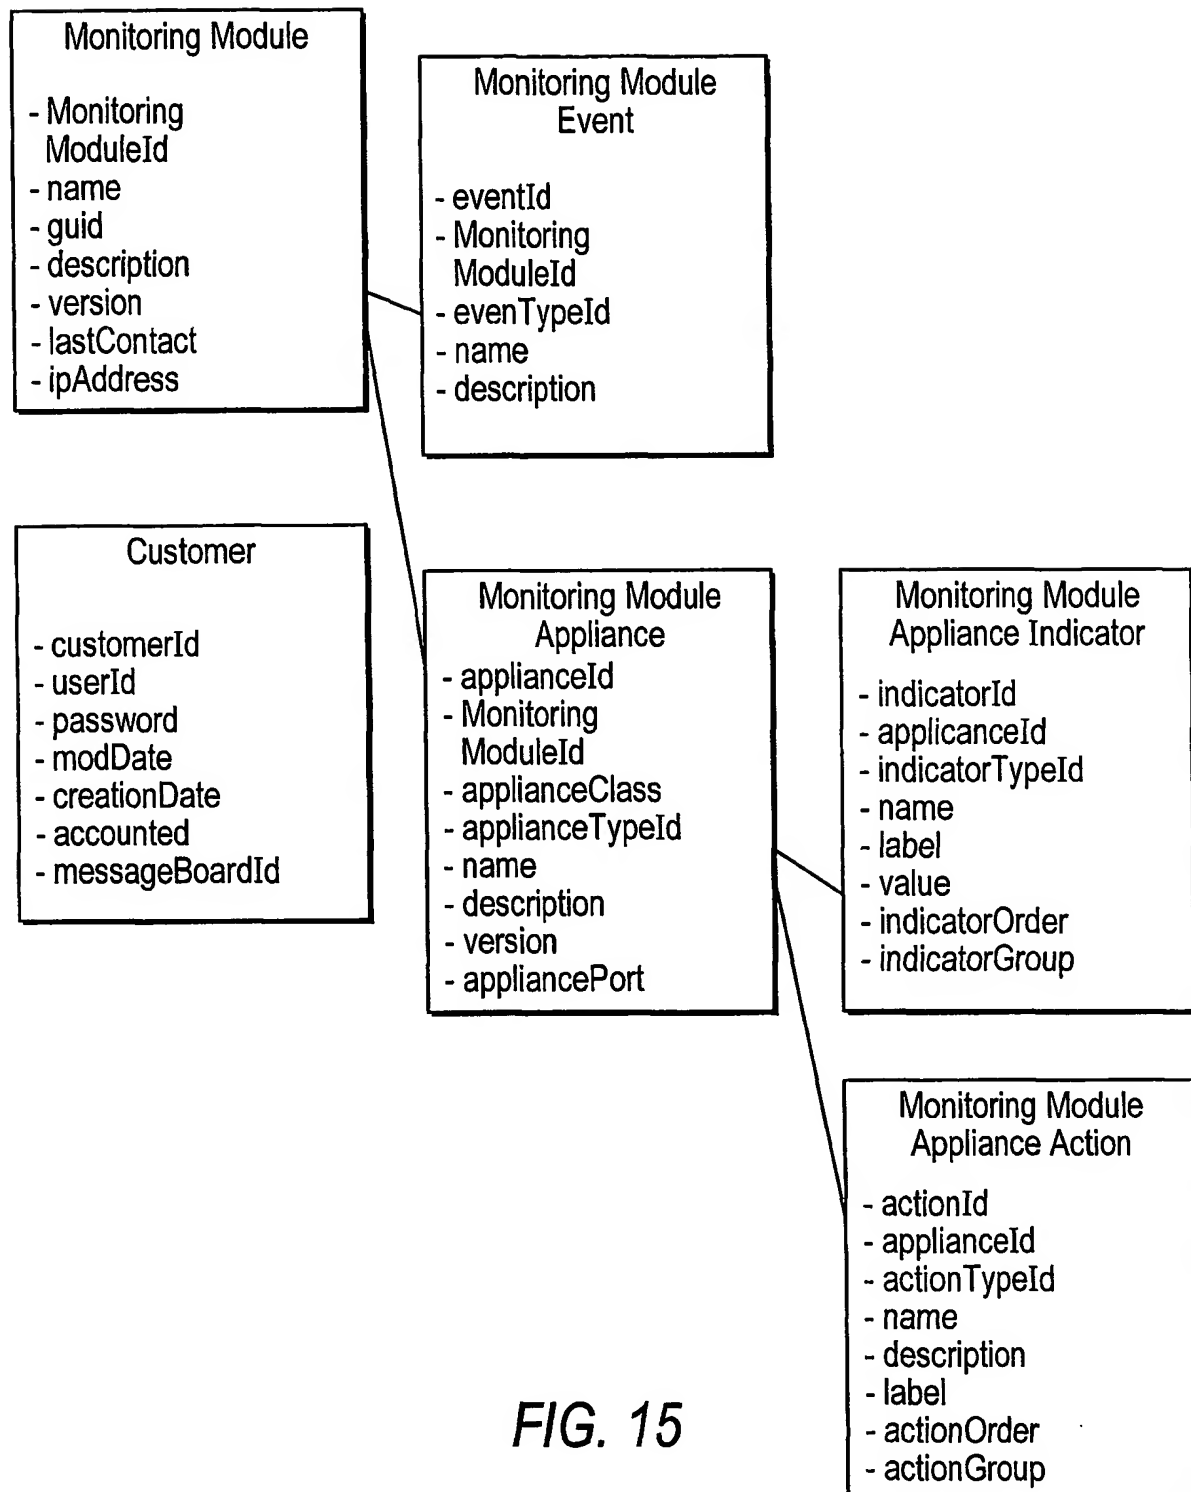 Monitoring Module
- Monitoring
ModuleId
- name
- guid
- description
- version
- lastContact
- ipAddress
Monitoring Module
Event
- eventId
- Monitoring
ModuleId
- evenTypeId
- name
- description
Customer
- customerId
- userId
- password
- modDate
- creationDate
- accounted
- messageBoardId
Monitoring Module
Appliance
- applianceId
- Monitoring
ModuleId
- applianceClass
- applianceTypeId
- name
- description
- version
- appliancePort
Monitoring Module
Appliance Indicator
- indicatorId
- applicanceId
- indicatorTypeId
- name
- label
- value
- indicatorOrder
- indicatorGroup
Monitoring Module
Appliance Action
- actionId
- applianceId
- actionTypeId
- name
- description
- label
- actionOrder
- actionGroup
FIG. 15